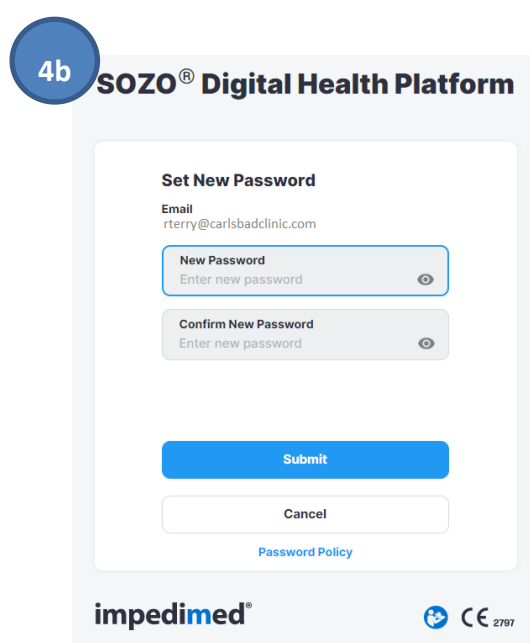 4b
SOZO® Digital Health Platform
Set New Password
Email
rterry@carlsbadclinic.com
New Password
Enter new password
Confirm New Password
Enter new password
Submit
Cancel
Password Policy
impedimed®
CE 2797